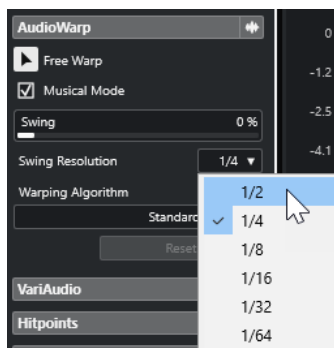 AudioWarp
0
Free Warp
-1.2
Musical Mode
-2.5
Swing 0 %
-4.1
Swing Resolution 1/4
Warping Algorithm
1/2
Standard
1/4
Reset
1/8
1/16
VariAudio
1/32
Hitpoints
1/64